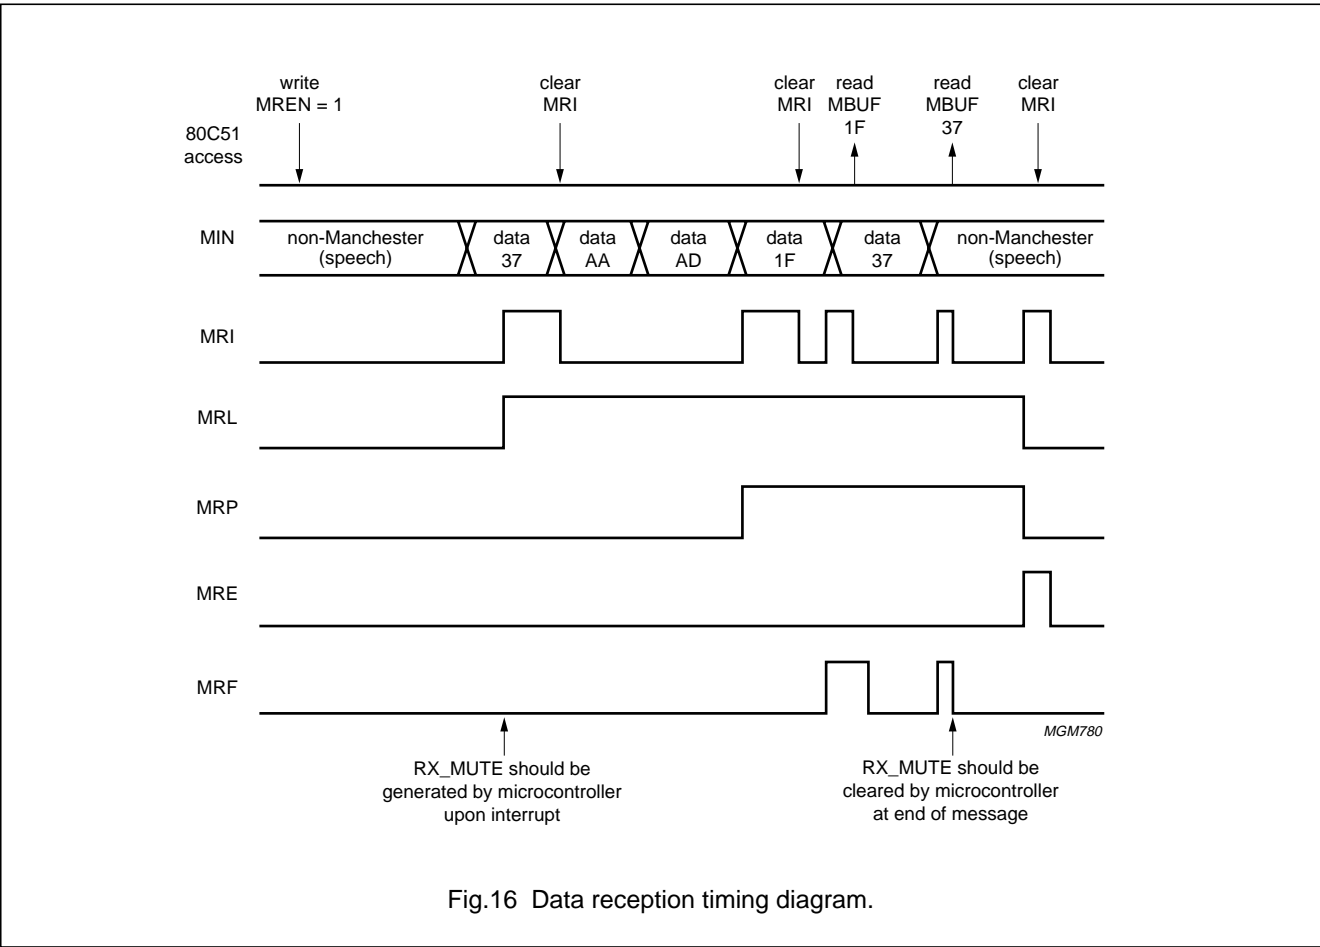 write
MREN = 1
clear
MRI
clear
MRI
read
MBUF
1F
read
MBUF
37
clear
MRI
80C51
access
MIN
non-Manchester
(speech)
data
37
data
AA
data
AD
data
1F
data
37
non-Manchester
(speech)
MRI
MRL
MRP
MRE
MRF
MGM780
RX_MUTE should be
generated by microcontroller
upon interrupt
RX_MUTE should be
cleared by microcontroller
at end of message
Fig.16 Data reception timing diagram.